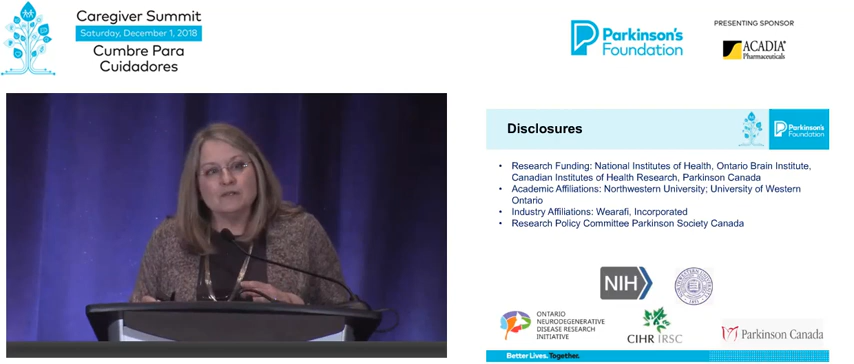 Caregiver Summit
Saturday, December 1, 2018
Cumbre Para
Cuidadores
Parkinson's
Foundation
PRESENTING SPONSOR
ACADIA®
Pharmaceuticals
Disclosures
Parkinson's
Foundation
• Research Funding: National Institutes of Health, Ontario Brain Institute,
Canadian Institutes of Health Research, Parkinson Canada
• Academic Affiliations: Northwestern University; University of Western
Ontario
• Industry Affiliations: Wearafi, Incorporated
• Research Policy Committee Parkinson Society Canada
NIH
ONTARIO
NEURODEGENERATIVE
DISEASE RESEARCH
INITIATIVE
CIHR IRSC
Parkinson Canada
Better Lives. Together.